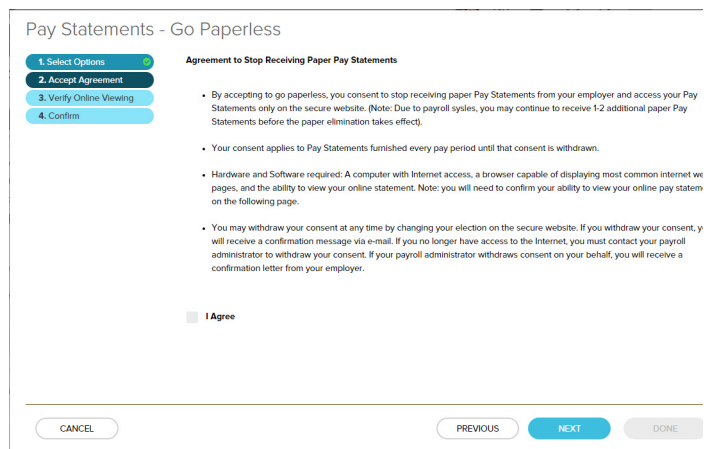 Pay Statements - Go Paperless
1. Select Options
2. Accept Agreement
3. Verify Online Viewing
4. Confirm
Agreement to Stop Receiving Paper Pay Statements
• By accepting to go paperless, you consent to stop receiving paper Pay Statements from your employer and access your Pay
Statements only on the secure website. (Note: Due to payroll sysles, you may continue to receive 1-2 additional paper Pay
Statements before the paper elimination takes effect).
• Your consent applies to Pay Statements furnished every pay period until that consent is withdrawn.
• Hardware and Software required: A computer with Internet access, a browser capable of displaying most common internet we
pages, and the ability to view your online statement. Note: you will need to confirm your ability to view your online pay statem
on the following page.
• You may withdraw your consent at any time by changing your election on the secure website. If you withdraw your consent, y
will receive a confirmation message via e-mail. If you no longer have access to the Internet, you must contact your payroll
administrator to withdraw your consent. If your payroll administrator withdraws consent on your behalf, you will receive a
confirmation letter from your employer.
I Agree
CANCEL
PREVIOUS
NEXT
DONE